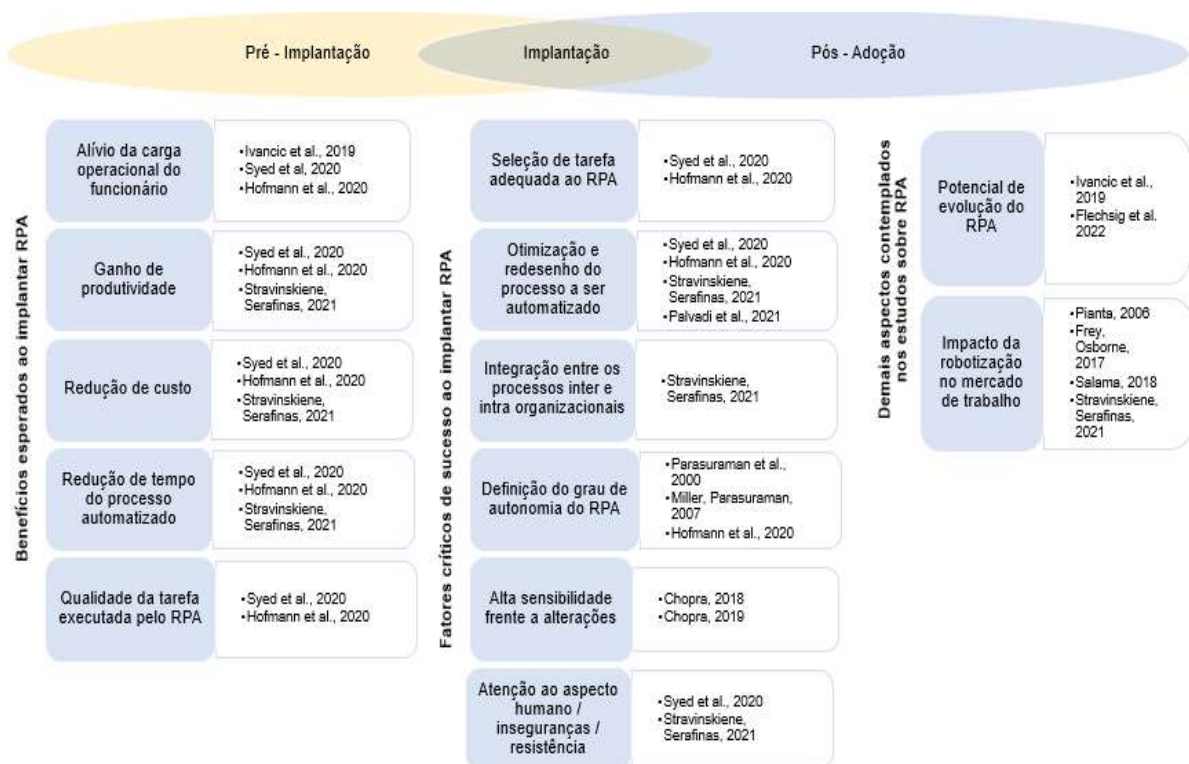 Pré - Implantação
Implantação
Pós - Adoção
Benefícios esperados ao implantar RPA
Alívio da carga
operacional do
funcionário
•Ivancic et al., 2019
•Syed et al, 2020
•Hofmann et al., 2020
Ganho de
produtividade
•Syed et al., 2020
•Hofmann et al., 2020
•Stravinskiene,
Serafinas, 2021
Redução de custo
•Syed et al., 2020
•Hofmann et al., 2020
•Stravinskiene,
Serafinas, 2021
Redução de tempo
do processo
automatizado
•Syed et al., 2020
•Hofmann et al., 2020
•Stravinskiene,
Serafinas, 2021
Qualidade da tarefa
executada pelo RPA
•Syed et al., 2020
•Hofmann et al., 2020
Fatores críticos de sucesso ao implantar RPA
Seleção de tarefa
adequada ao RPA
•Syed et al., 2020
•Hofmann et al., 2020
Otimização e
redesenho do
processo a ser
automatizado
•Syed et al., 2020
•Hofmann et al., 2020
•Stravinskiene,
Serafinas, 2021
•Palvadi et al., 2021
Integração entre os
processos inter e
intra organizacionais
•Stravinskiene,
Serafinas, 2021
Definição do grau de
autonomia do RPA
•Parasuraman et al.,
2000
•Miller, Parasuraman,
2007
•Hofmann et al., 2020
Alta sensibilidade
frente a alterações
•Chopra, 2018
•Chopra, 2019
Atenção ao aspecto
humano /
inseguranças /
resistência
•Syed et al., 2020
•Stravinskiene,
Serafinas, 2021
Demais aspectos contemplados
nos estudos sobre RPA
Potencial de
evolução do
RPA
•Ivancic et al.,
2019
•Flechsig et al.
2022
Impacto da
robotização
no mercado
de trabalho
•Pianta, 2006
•Frey,
Osborne,
2017
•Salama, 2018
•Stravinskiene,
Serafinas,
2021